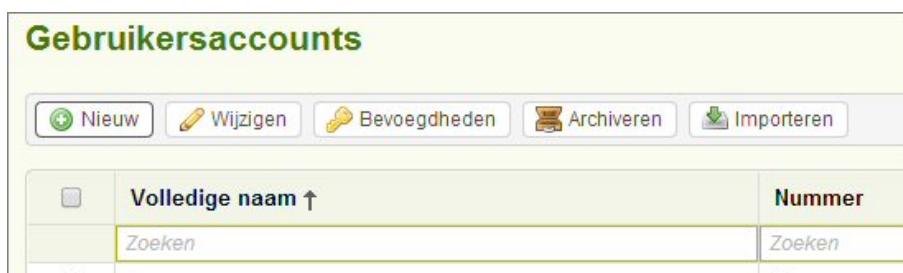 Gebruikersaccounts
Nieuw Wijzigen Bevoegdheden Archiveren Importeren
Volledige naam ↑ Nummer
Zoeken Zoeken